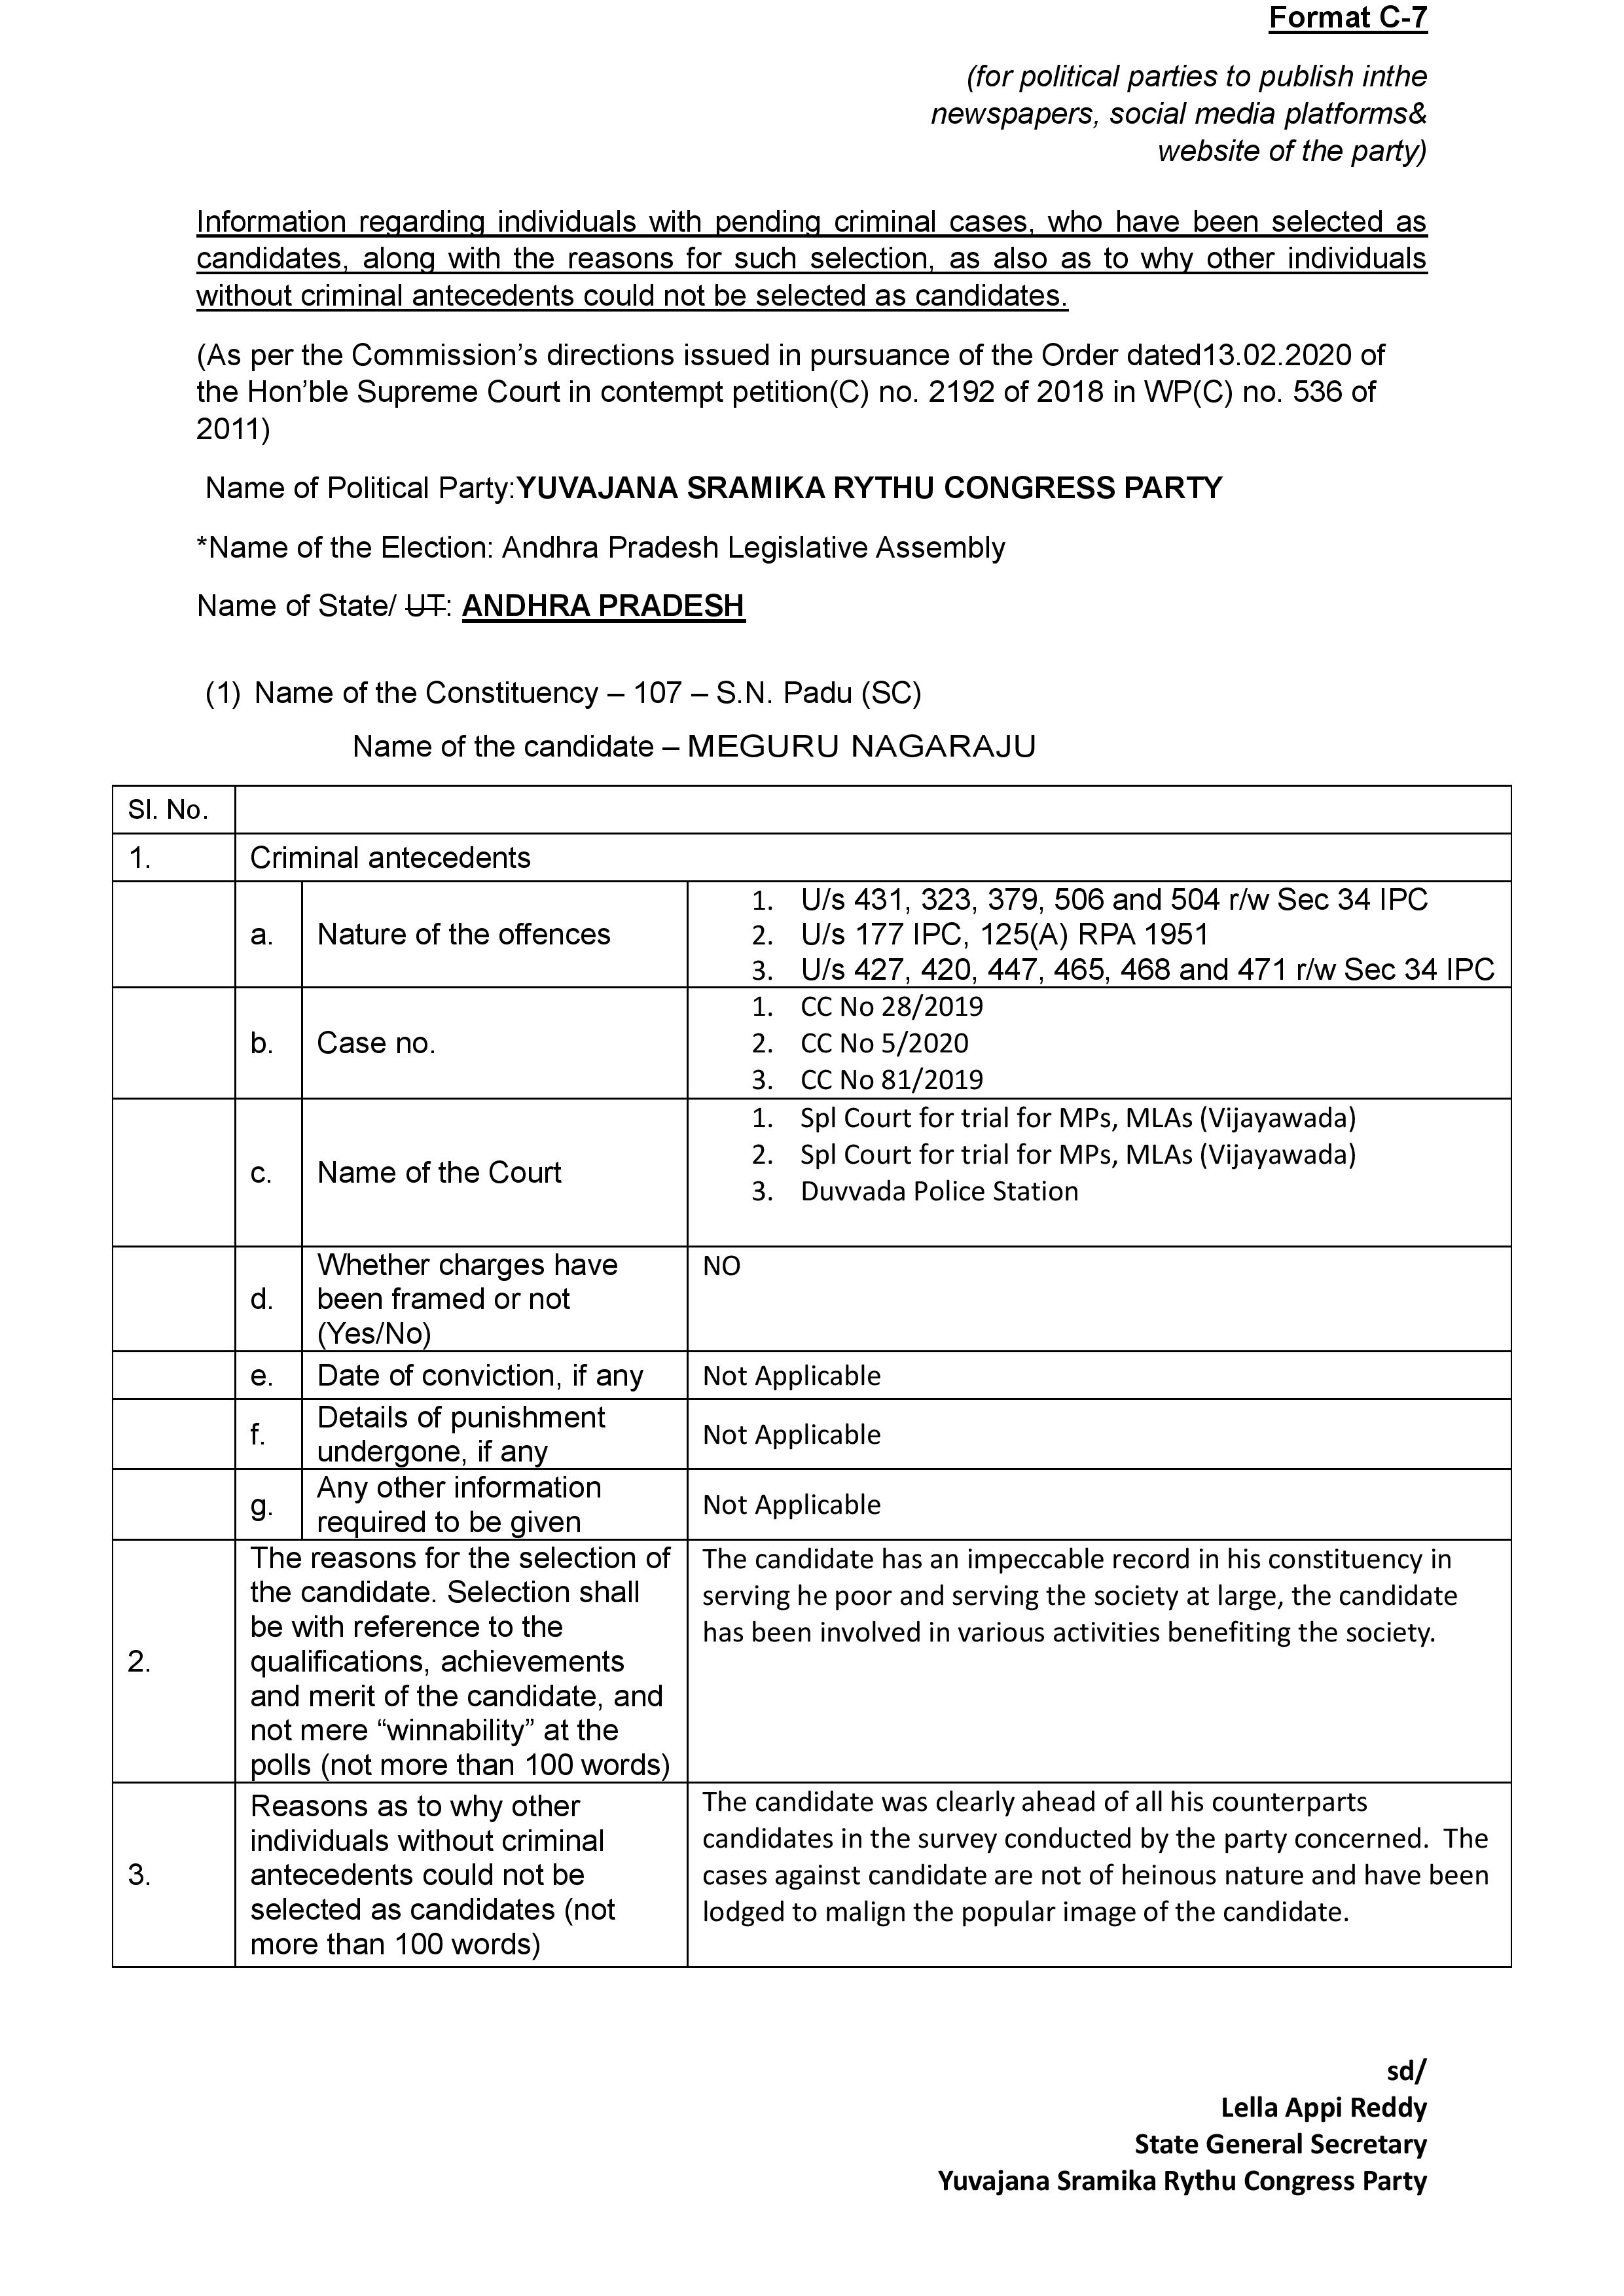 Format C-7
(for political parties to publish inthe
newspapers, social media platforms&
website of the party)
Information regarding individuals with pending criminal cases, who have been selected as
candidates, along with the reasons for such selection, as also as to why other individuals
without criminal antecedents could not be selected as candidates.
(As per the Commission’s directions issued in pursuance of the Order dated13.02.2020 of
the Hon’ble Supreme Court in contempt petition(C) no. 2192 of 2018 in WP(C) no. 536 of
2011)
Name of Political Party:YUVAJANA SRAMIKA RYTHU CONGRESS PARTY
*Name of the Election: Andhra Pradesh Legislative Assembly
Name of State/ UT: ANDHRA PRADESH
(1) Name of the Constituency – 107 – S.N. Padu (SC)
Name of the candidate – MEGURU NAGARAJU
Sl. No.
1. Criminal antecedents
a. Nature of the offences
1. U/s 431, 323, 379, 506 and 504 r/w Sec 34 IPC
2. U/s 177 IPC, 125(A) RPA 1951
3. U/s 427, 420, 447, 465, 468 and 471 r/w Sec 34 IPC
b. Case no.
1. CC No 28/2019
2. CC No 5/2020
3. CC No 81/2019
c. Name of the Court
1. Spl Court for trial for MPs, MLAs (Vijayawada)
2. Spl Court for trial for MPs, MLAs (Vijayawada)
3. Duvvada Police Station
d.
Whether charges have
been framed or not
(Yes/No)
NO
e. Date of conviction, if any Not Applicable
f.
Details of punishment
undergone, if any
Not Applicable
g.
Any other information
required to be given
Not Applicable
2.
The reasons for the selection of
the candidate. Selection shall
be with reference to the
qualifications, achievements
and merit of the candidate, and
not mere “winnability” at the
polls (not more than 100 words)
The candidate has an impeccable record in his constituency in
serving he poor and serving the society at large, the candidate
has been involved in various activities benefiting the society.
3.
Reasons as to why other
individuals without criminal
antecedents could not be
selected as candidates (not
more than 100 words)
The candidate was clearly ahead of all his counterparts
candidates in the survey conducted by the party concerned.  The
cases against candidate are not of heinous nature and have been
lodged to malign the popular image of the candidate.
sd/
Lella Appi Reddy
State General Secretary
Yuvajana Sramika Rythu Congress Party